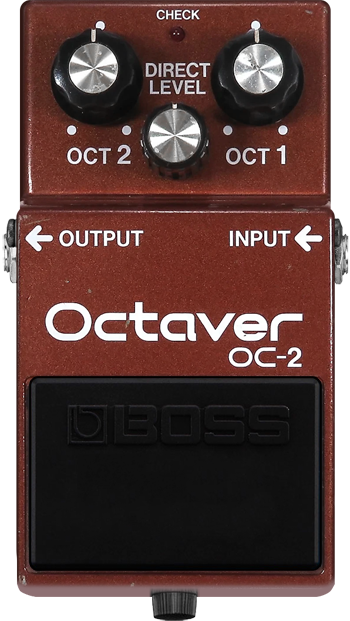 CHECK
DIRECT
LEVEL
OCT 2
OCT 1
OUTPUT
INPUT
Octaver
OC-2
BOSS